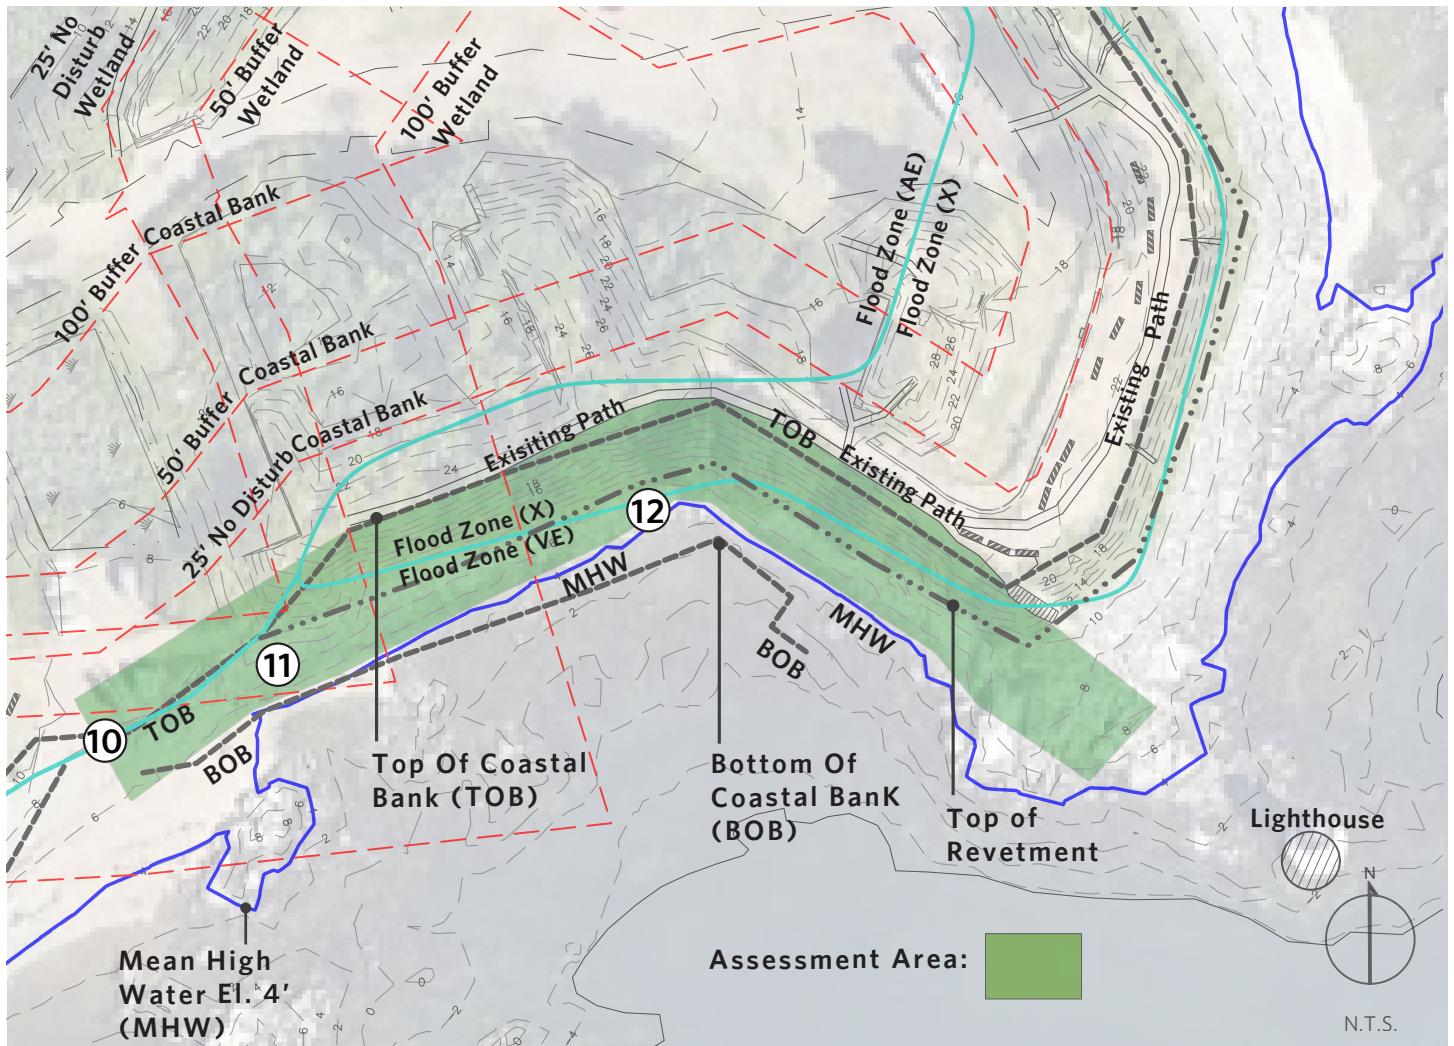 25' No
Disturb
Wetland
50' Buffer
Wetland
100' Buffer
Wetland
Coastal Bank
100' Buffer
Coastal Bank
50' Buffer
Coastal Bank
25' No Disturb
Flood Zone (AE)
Flood Zone (X)
Existing Path
Exisiting Path
TOB
Existing Path
Flood Zone (X)
Flood Zone (VE)
12
MHW
11
MHW
BOB
10
TOB
BOB
Top Of Coastal
Bank (TOB)
Bottom Of
Coastal BanK
(BOB)
Top of
Revetment
Lighthouse
N
Mean High
Water El. 4'
(MHW)
Assessment Area:
N.T.S.